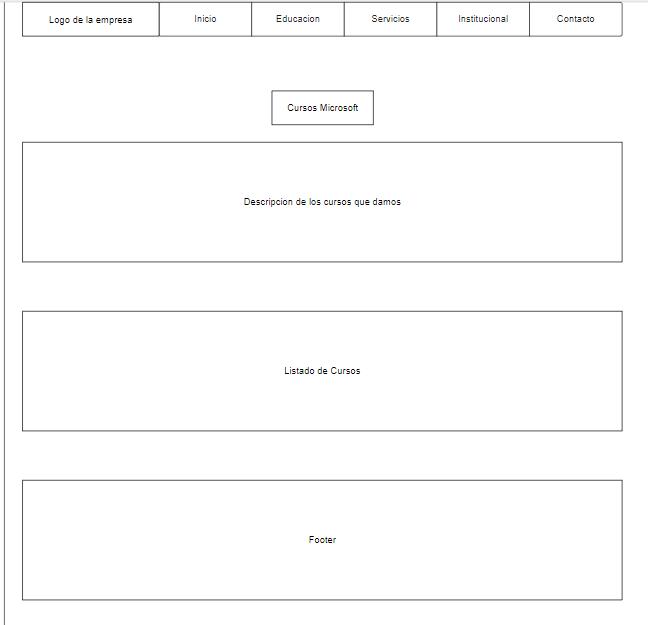 Logo de la empresa
Inicio
Educacion
Servicios
Institucional
Contacto
Cursos Microsoft
Descripcion de los cursos que damos
Listado de Cursos
Footer